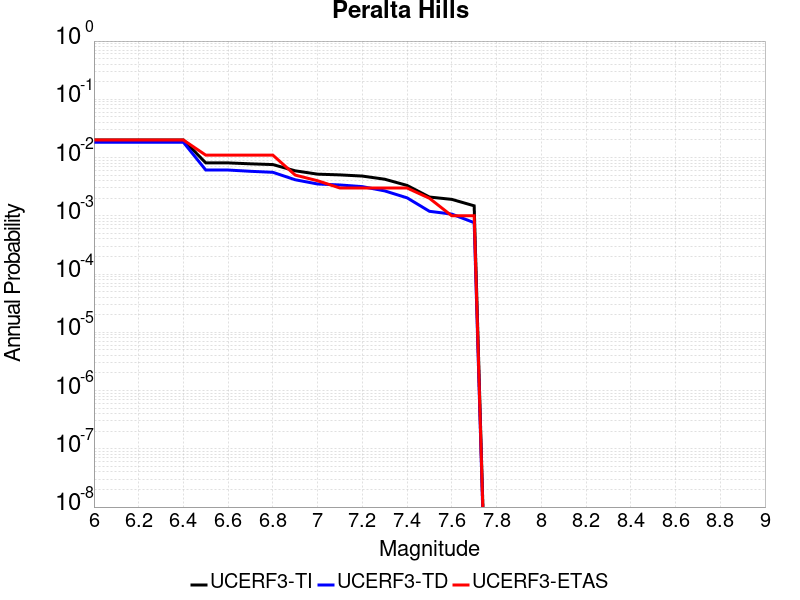 Peralta Hills
10^0
10^-1
10^-2
10^-3
10^-4
10^-5
10^-6
10^-7
10^-8
Annual Probability
6 6.2 6.4 6.6 6.8 7 7.2 7.4 7.6 7.8 8 8.2 8.4 8.6 8.8 9
Magnitude
UCERF3-TI UCERF3-TD UCERF3-ETAS